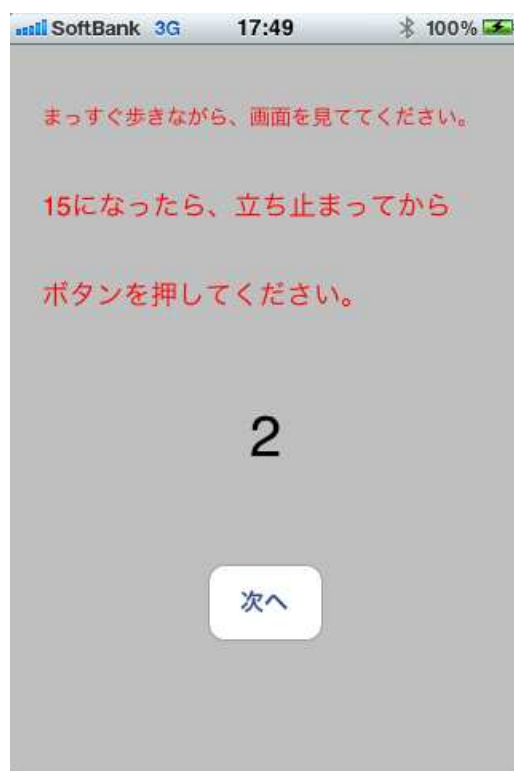 SoftBank 3G 17:49 100%
まっすぐ歩きながら、画面を見ててください。
15になったら、立ち止まってから
ボタンを押してください。
2
次へ